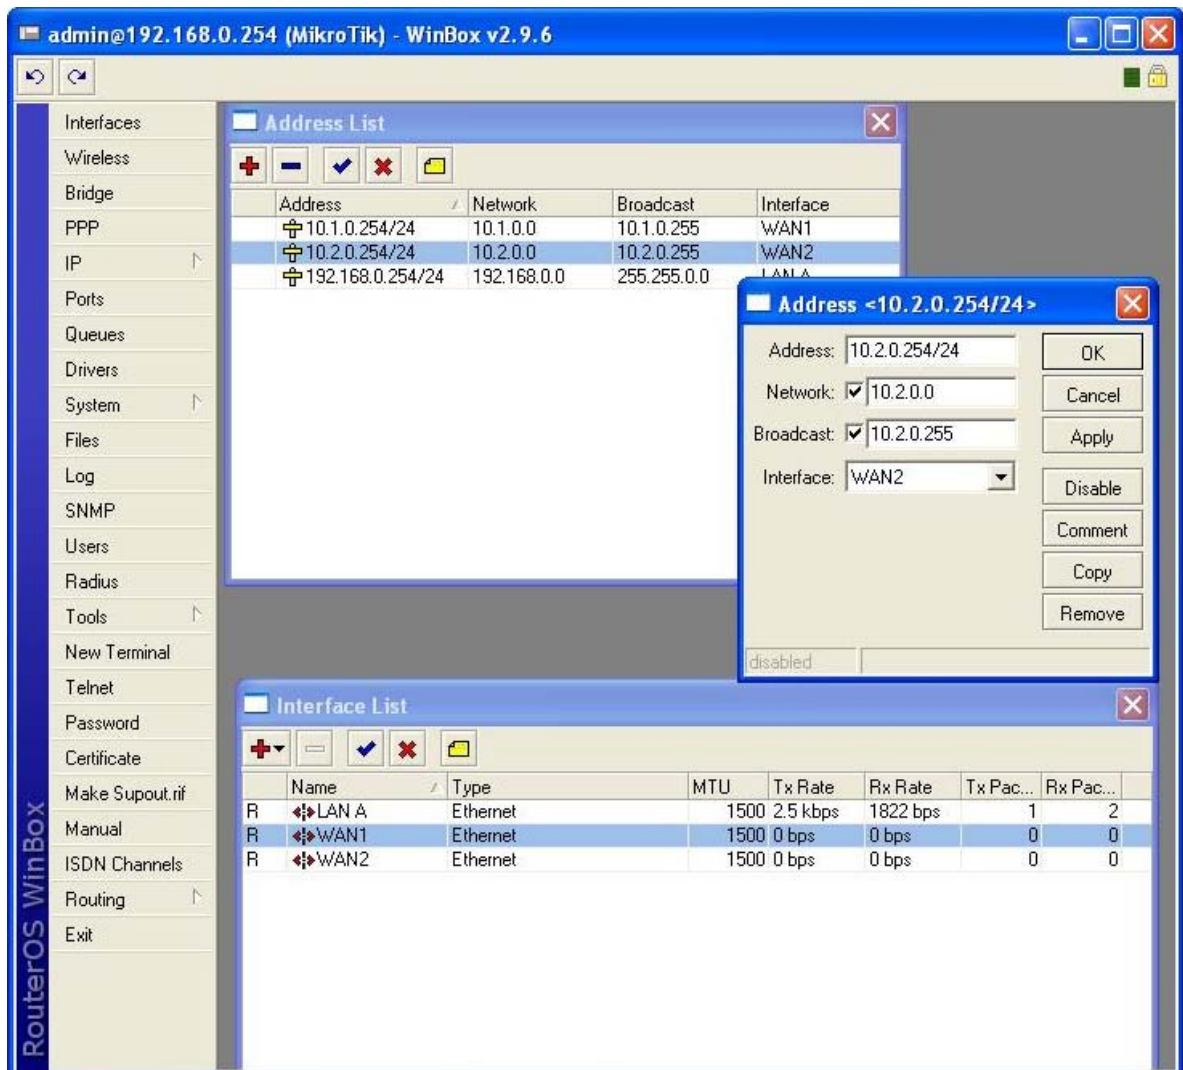 admin@192.168.0.254 (MikroTik) - WinBox v2.9.6
Interfaces
Wireless
Bridge
PPP
IP
Ports
Queues
Drivers
System
Files
Log
SNMP
Users
Radius
Tools
New Terminal
Telnet
Password
Certificate
Make Supout.rif
Manual
ISDN Channels
Routing
Exit
RouterOS WinBox
Address List
Address Network Broadcast Interface
10.1.0.254/24 10.1.0.0 10.1.0.255 WAN1
10.2.0.254/24 10.2.0.0 10.2.0.255 WAN2
192.168.0.254/24 192.168.0.0 255.255.0.0 LAN A
Address <10.2.0.254/24>
Address: 10.2.0.254/24
Network: 10.2.0.0
Broadcast: 10.2.0.255
Interface: WAN2
OK
Cancel
Apply
Disable
Comment
Copy
Remove
disabled
Interface List
Name Type MTU Tx Rate Rx Rate Tx Pac... Rx Pac...
R LAN A Ethernet 1500 2.5 kbps 1822 bps 1 2
R WAN1 Ethernet 1500 0 bps 0 bps 0 0
R WAN2 Ethernet 1500 0 bps 0 bps 0 0